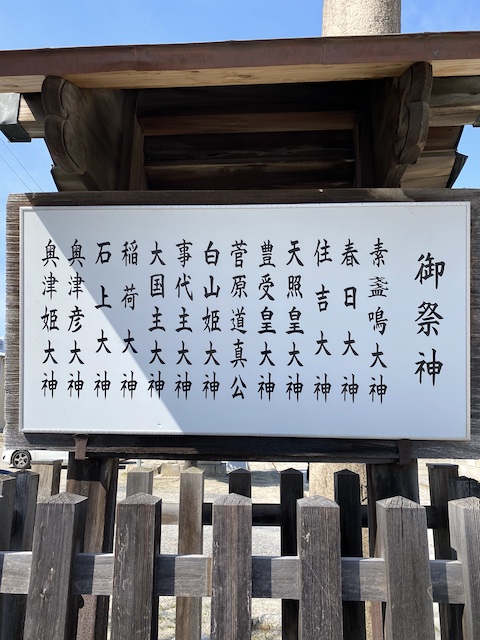 御祭神
素盞鳴大神
春日大神
住吉大神
天照皇大神
豊受皇大神
菅原道真公
白山姫大神
事代主大神
大国主大神
稲荷大神
石上大神
奥津彦大神
奥津姫大神